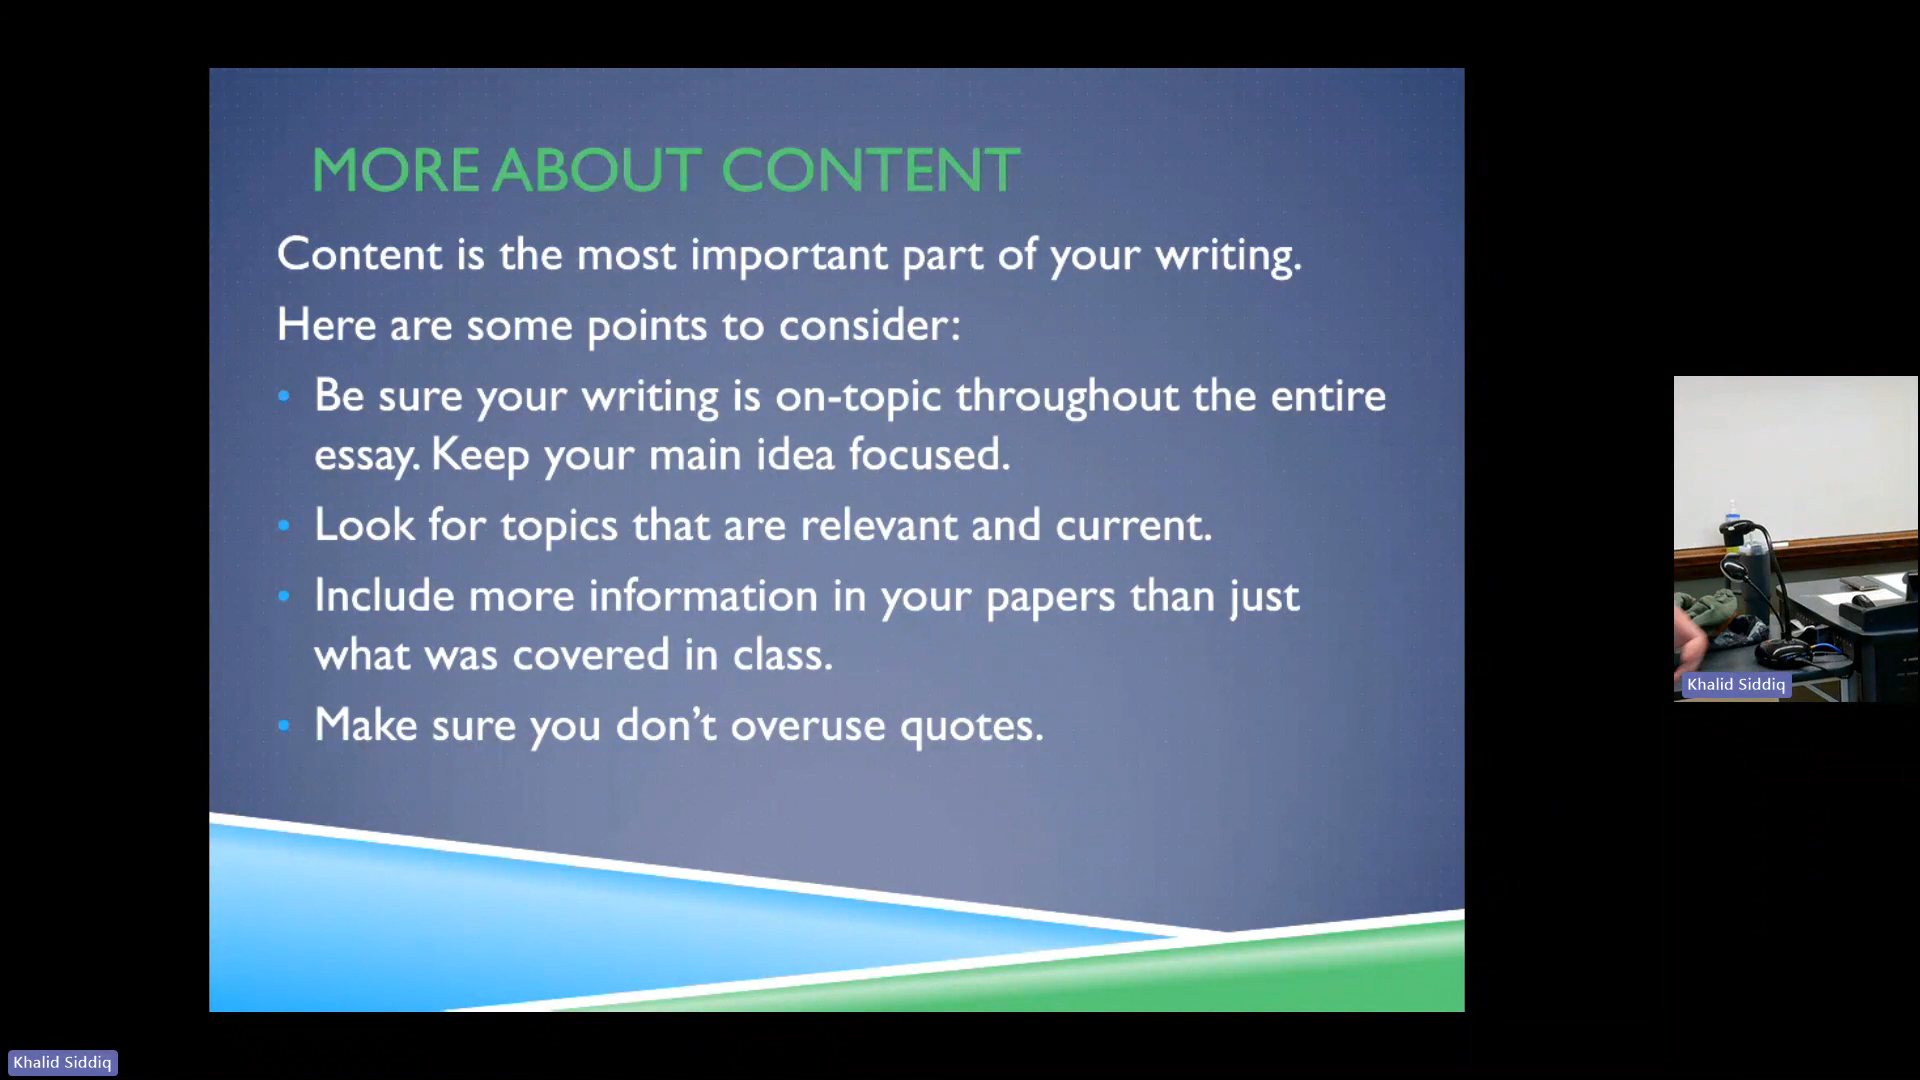 MORE ABOUT CONTENT
Content is the most important part of your writing.
Here are some points to consider:
• Be sure your writing is on-topic throughout the entire
essay. Keep your main idea focused.
• Look for topics that are relevant and current.
• Include more information in your papers than just
what was covered in class.
• Make sure you don’t overuse quotes.
Khalid Siddiq
Khalid Siddiq